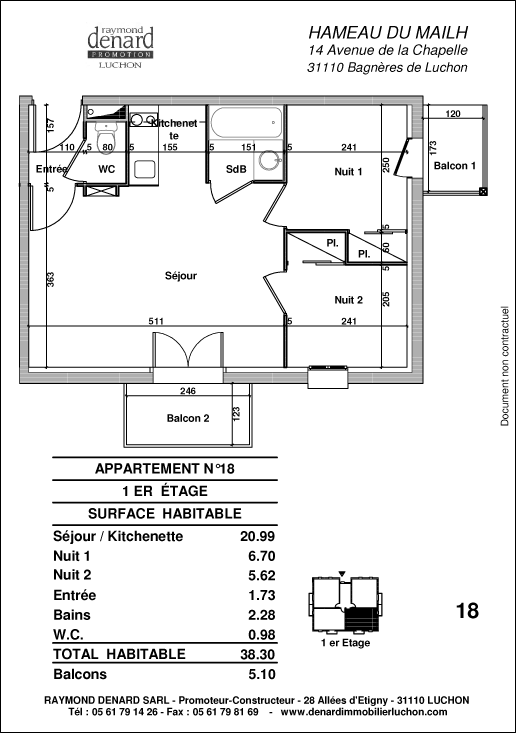 raymond
denard
PROMOTION
LUCHON
HAMEAU DU MAILH
14 Avenue de la Chapelle
31110 Bagnères de Luchon
157
Kitchenet
te
120
110 5 80 5 155 5 151 5 241
173
250
Entrée
WC
SdB
Nuit 1
Balcon 1
5
5
Pl.
Pl.
60
5
Séjour
363
Nuit 2
205
511 5 241
246
123
Balcon 2
Document non contractuel
APPARTEMENT N°18
1 ER ÉTAGE
SURFACE HABITABLE
Séjour / Kitchenette 20.99
Nuit 1 6.70
Nuit 2 5.62
Entrée 1.73
Bains 2.28
W.C. 0.98
TOTAL HABITABLE 38.30
Balcons 5.10
1 er Etage
18
RAYMOND DENARD SARL - Promoteur-Constructeur - 28 Allées d'Etigny - 31110 LUCHON
Tél : 05 61 79 14 26 - Fax : 05 61 79 81 69 - www.denardimmobilierluchon.com